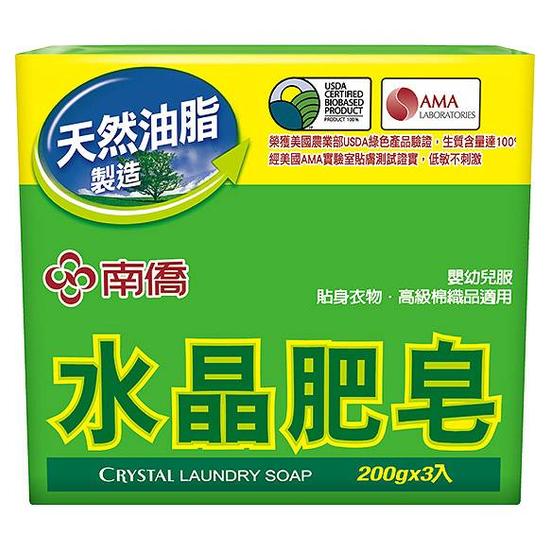 天然油脂
製造
USDA
CERTIFIED
BIOBASED
PRODUCT
PRODUCT 100%
AMA
LABORATORIES
榮獲美國農業部USDA綠色產品驗證，生質含量達100%
經美國AMA實驗室貼膚測試證實，低敏不刺激
南僑
嬰幼兒服
貼身衣物．高級棉織品適用
水晶肥皂
CRYSTAL LAUNDRY SOAP
200gx3入